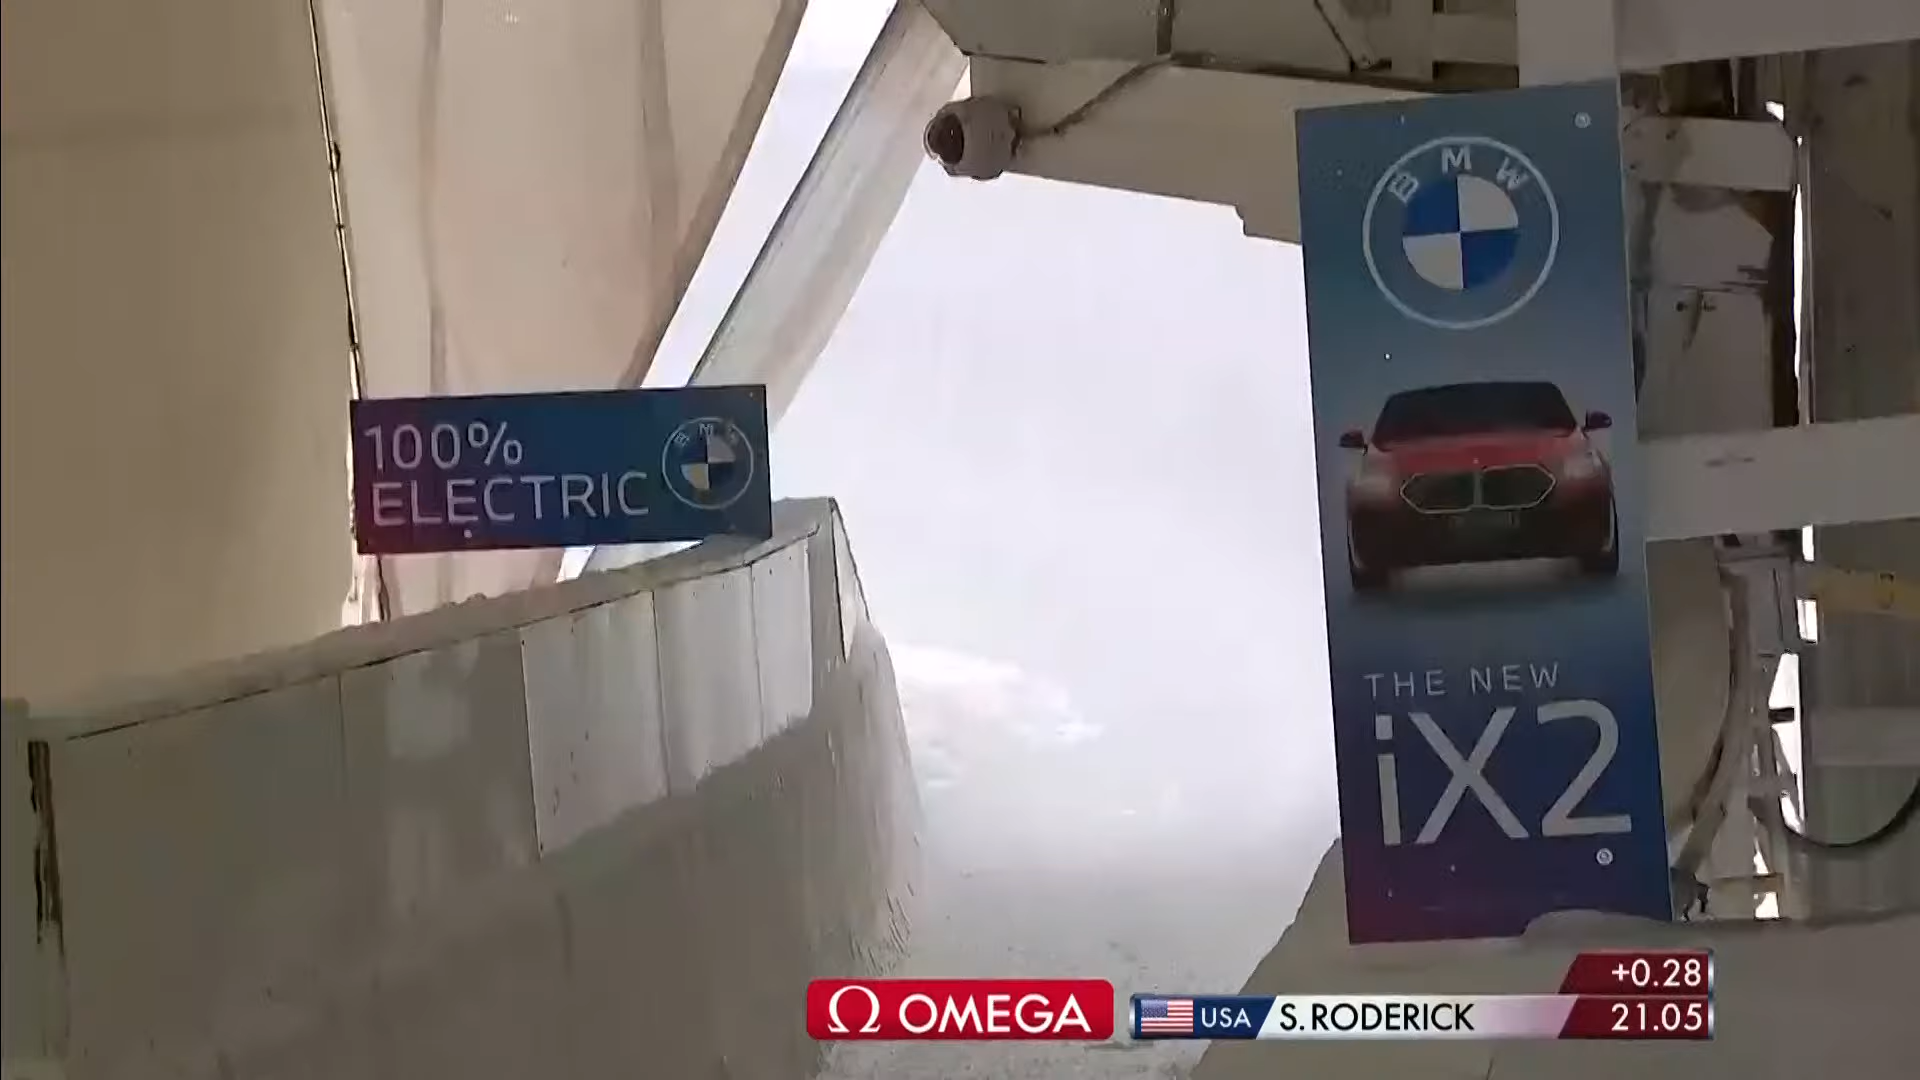 BMW
100%
ELECTRIC
BMW
THE NEW
iX2
+0.28
Ω OMEGA
USA S. RODERICK 21.05